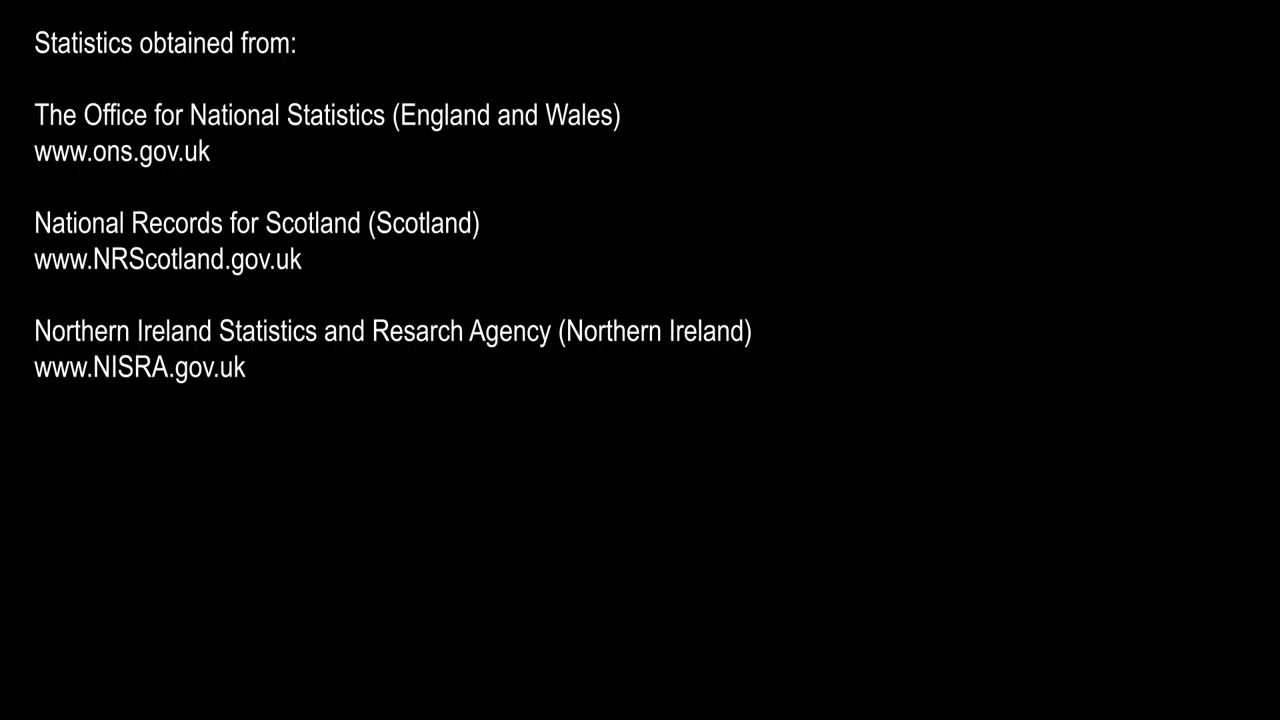 Statistics obtained from:
The Office for National Statistics (England and Wales)
www.ons.gov.uk
National Records for Scotland (Scotland)
www.NRScotland.gov.uk
Northern Ireland Statistics and Resarch Agency (Northern Ireland)
www.NISRA.gov.uk